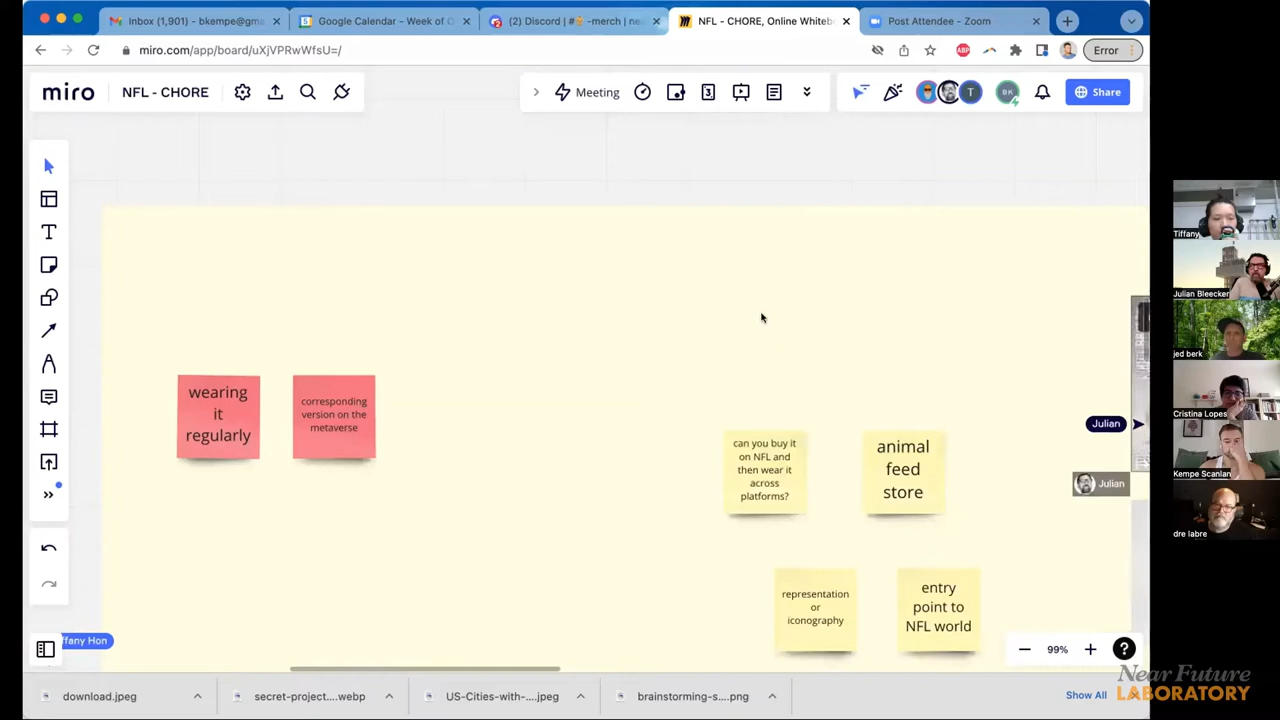 Inbox (1,901) - bkempe@gma
Google Calendar - Week of O
(2) Discord | #
-merch | nea
NFL - CHORE, Online Whiteb
Post Attendee - Zoom
miro.com/app/board/uXjVPRwWfsU=/
ABP
Error
miro
NFL - CHORE
Meeting
3
T
BK
Share
Tiffany
Julian Bleecker
jed berk
Cristina Lopes
Kempe Scanlan
dre labre
wearing
it
regularly
corresponding
version on the
metaverse
can you buy it
on NFL and
then wear it
across
platforms?
animal
feed
store
Julian
Julian
representation
or
iconography
entry
point to
NFL world
ffany Hon
99%
?
download.jpeg
secret-project....webp
US-Cities-with-....jpeg
brainstorming-s....png
Show All
Near Future
LABORATORY